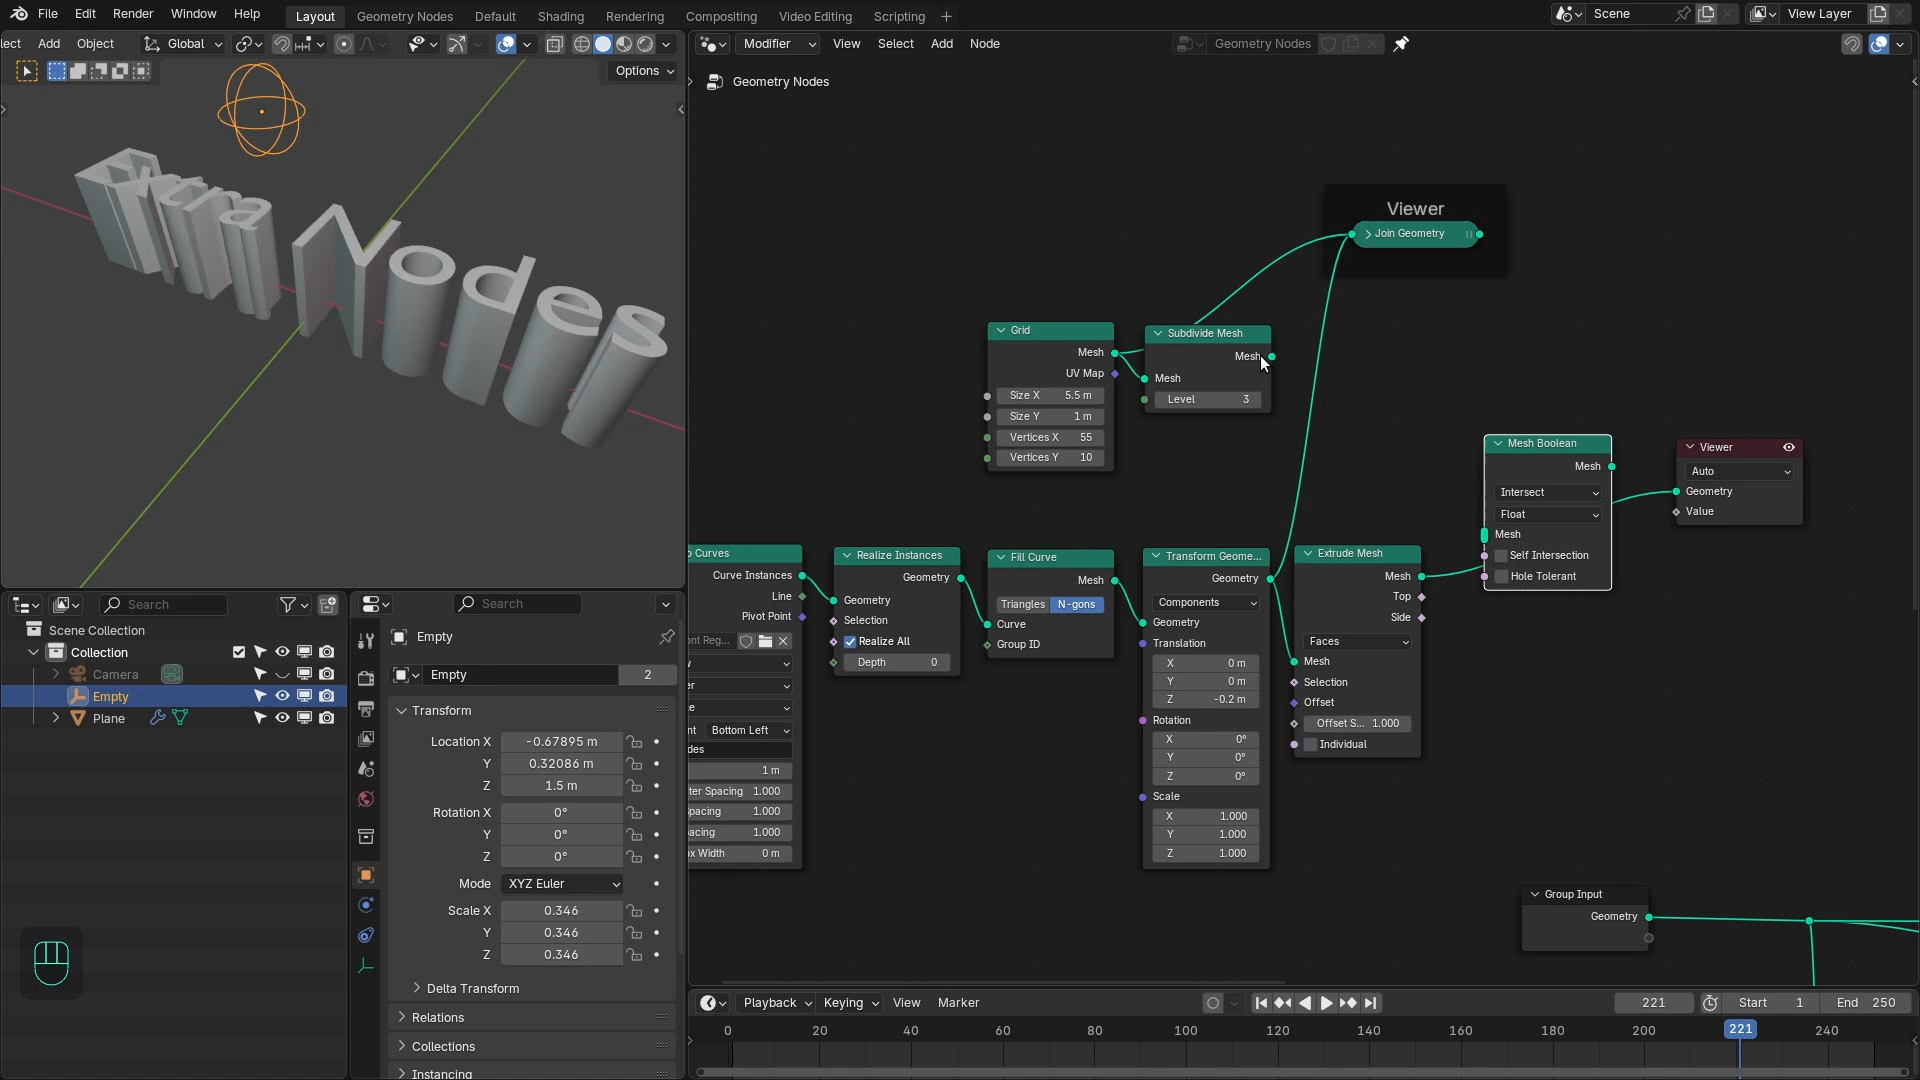 File Edit Render Window Help Layout Geometry Nodes Default Shading Rendering Compositing Video Editing Scripting + Scene View Layer
lect Add Object Global Modifier View Select Add Node Geometry Nodes
Options
Geometry Nodes
Viewer
Join Geometry
Grid
Mesh
UV Map
Size X 5.5 m
Size Y 1 m
Vertices X 55
Vertices Y 10
Subdivide Mesh
Mesh
Mesh
Level 3
Mesh Boolean
Mesh
Intersect
Float
Mesh
Self Intersection
Hole Tolerant
Viewer
Auto
Geometry
Value
o Curves
Curve Instances
Line
Pivot Point
ont Reg...
w
er
e
nt Bottom Left
des
1 m
ter Spacing 1.000
pacing 1.000
acing 1.000
ox Width 0 m
Realize Instances
Geometry
Geometry
Selection
Realize All
Depth 0
Fill Curve
Mesh
Triangles N-gons
Curve
Group ID
Transform Geome...
Geometry
Components
Geometry
Translation
X 0 m
Y 0 m
Z -0.2 m
Rotation
X 0°
Y 0°
Z 0°
Scale
X 1.000
Y 1.000
Z 1.000
Extrude Mesh
Mesh
Top
Side
Faces
Mesh
Selection
Offset
Offset S... 1.000
Individual
Group Input
Geometry
Nodes
Search
Scene Collection
Collection
Camera
Empty
Plane
Search
Empty
Empty 2
Transform
Location X -0.67895 m
Y 0.32086 m
Z 1.5 m
Rotation X 0°
Y 0°
Z 0°
Mode XYZ Euler
Scale X 0.346
Y 0.346
Z 0.346
Delta Transform
Relations
Collections
Instancing
Playback Keying View Marker 221 Start 1 End 250
0 20 40 60 80 100 120 140 160 180 200 221 240